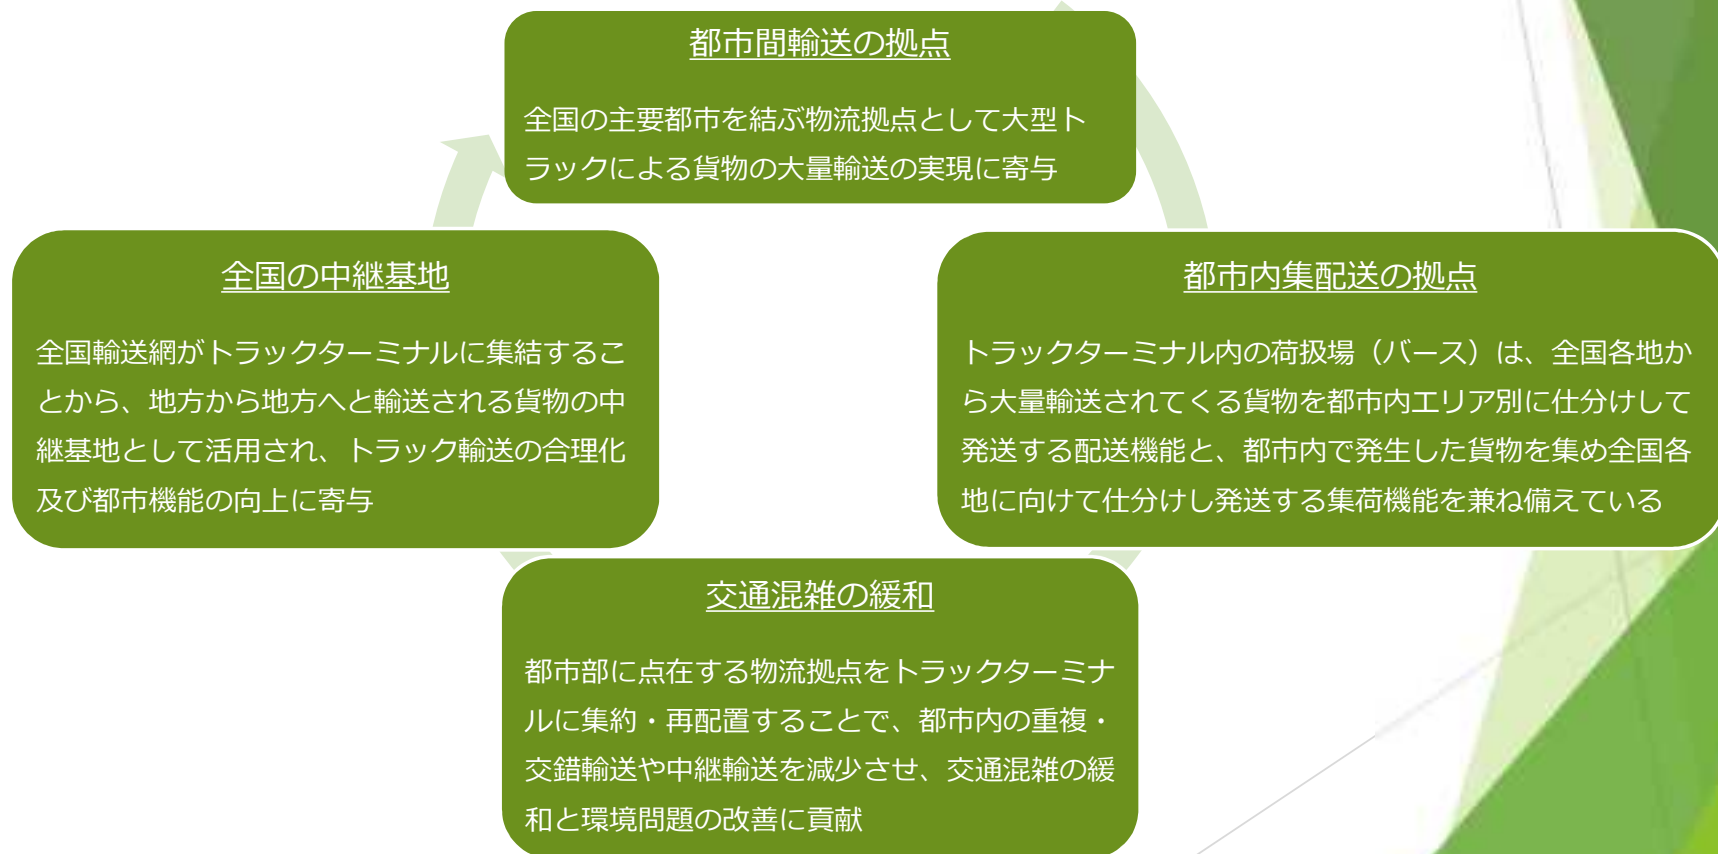 都市間輸送の拠点
全国の主要都市を結ぶ物流拠点として大型ト
ラックによる貨物の大量輸送の実現に寄与
全国の中継基地
全国輸送網がトラックターミナルに集結するこ
とから、地方から地方へと輸送される貨物の中
継基地として活用され、トラック輸送の合理化
及び都市機能の向上に寄与
都市内集配送の拠点
トラックターミナル内の荷扱場（バース）は、全国各地か
ら大量輸送されてくる貨物を都市内エリア別に仕分けして
発送する配送機能と、都市内で発生した貨物を集め全国各
地に向けて仕分けし発送する集荷機能を兼ね備えている
交通混雑の緩和
都市部に点在する物流拠点をトラックターミナ
ルに集約・再配置することで、都市内の重複・
交錯輸送や中継輸送を減少させ、交通混雑の緩
和と環境問題の改善に貢献